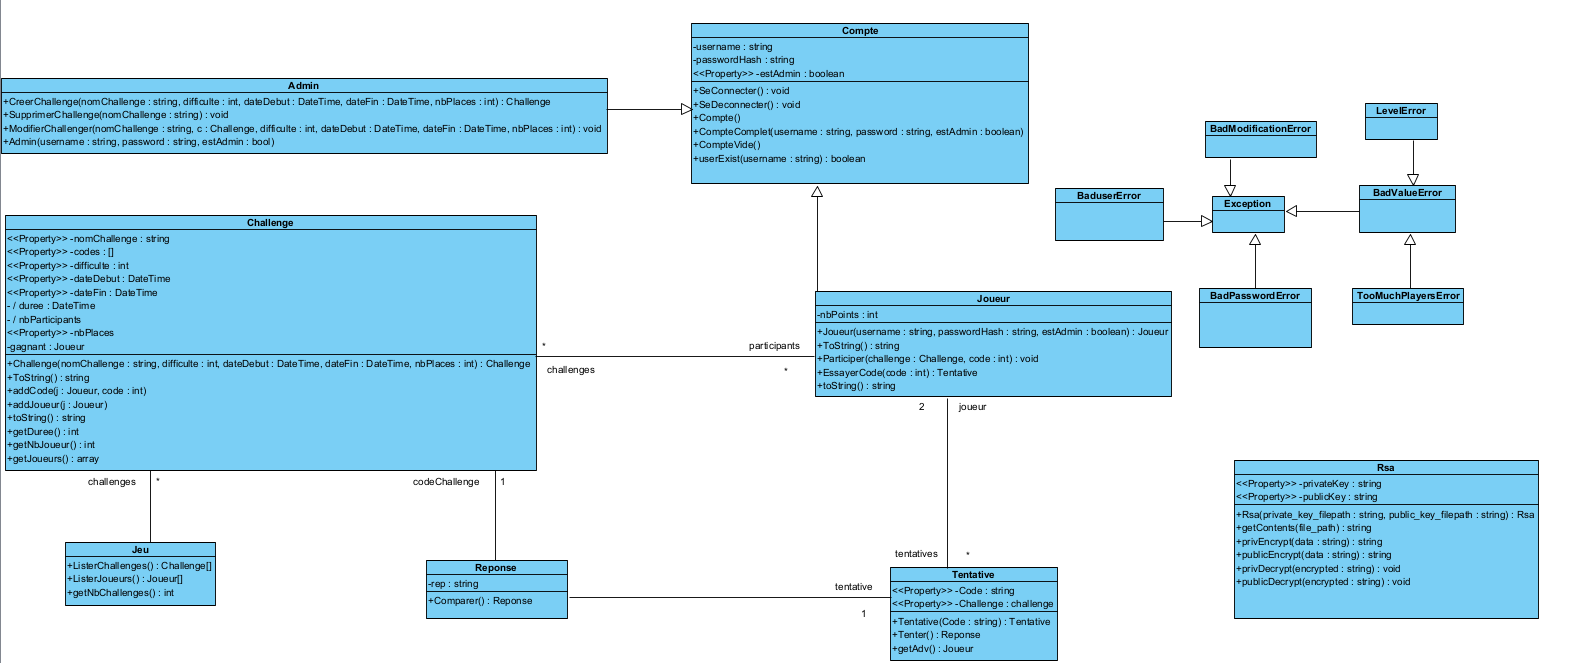 Compte
-username : string
-passwordHash : string
<<Property>> -estAdmin : boolean
+SeConnecter() : void
+SeDeconnecter() : void
+Compte()
+CompteComplet(username : string, password : string, estAdmin : boolean)
+CompteVide()
+userExist(username : string) : boolean
Admin
+CreerChallenge(nomChallenge : string, difficulte : int, dateDebut : DateTime, dateFin : DateTime, nbPlaces : int) : Challenge
+SupprimerChallenge(nomChallenge : string) : void
+ModifierChallenger(nomChallenge : string, c : Challenge, difficulte : int, dateDebut : DateTime, dateFin : DateTime, nbPlaces : int) : void
+Admin(username : string, password : string, estAdmin : bool)
LevelError
BadModificationError
BaduserError
Exception
BadValueError
BadPasswordError
TooMuchPlayersError
Challenge
<<Property>> -nomChallenge : string
<<Property>> -codes : []
<<Property>> -difficulte : int
<<Property>> -dateDebut : DateTime
<<Property>> -dateFin : DateTime
- / duree : DateTime
- / nbParticipants
<<Property>> -nbPlaces
-gagnant : Joueur
+Challenge(nomChallenge : string, difficulte : int, dateDebut : DateTime, dateFin : DateTime, nbPlaces : int) : Challenge
+ToString() : string
+addCode(j : Joueur, code : int)
+addJoueur(j : Joueur)
+toString() : string
+getDuree() : int
+getNbJoueur() : int
+getJoueurs() : array
*
participants
challenges
*
Joueur
-nbPoints : int
+Joueur(username : string, passwordHash : string, estAdmin : boolean) : Joueur
+ToString() : string
+Participer(challenge : Challenge, code : int) : void
+EssayerCode(code : int) : Tentative
+toString() : string
2
joueur
challenges
*
codeChallenge
1
Jeu
+ListerChallenges() : Challenge[]
+ListerJoueurs() : Joueur[]
+getNbChallenges() : int
Reponse
-rep : string
+Comparer() : Reponse
tentative
1
tentatives
*
Tentative
<<Property>> -Code : string
<<Property>> -Challenge : challenge
+Tentative(Code : string) : Tentative
+Tenter() : Reponse
+getAdv() : Joueur
Rsa
<<Property>> -privateKey : string
<<Property>> -publicKey : string
+Rsa(private_key_filepath : string, public_key_filepath : string) : Rsa
+getContents(file_path) : string
+privEncrypt(data : string) : string
+publicEncrypt(data : string) : string
+privDecrypt(encrypted : string) : void
+publicDecrypt(encrypted : string) : void